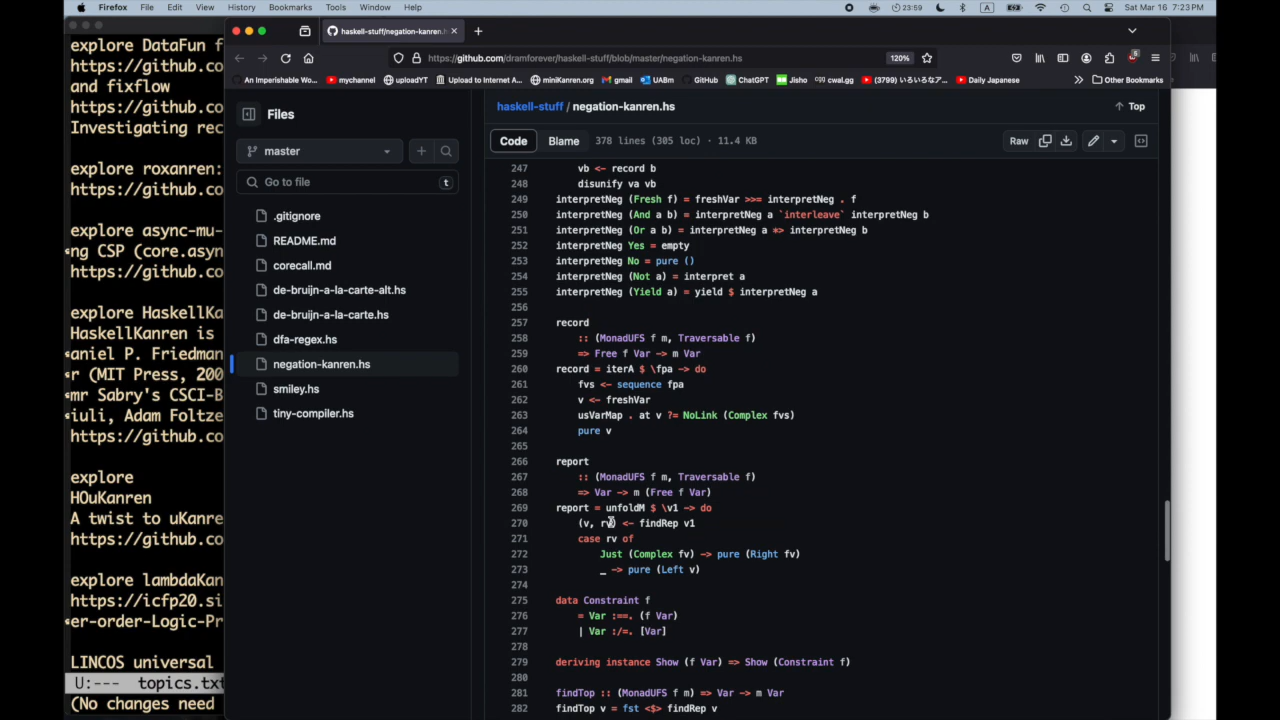 Firefox File Edit View History Bookmarks Tools Window Help 23:59 A Sat Mar 16 7:23 PM
haskell-stuff/negation-kanren.
https://github.com/dramforever/haskell-stuff/blob/master/negation-kanren.hs 120%
An Imperishable Wor mychannel uploadYT Upload to Internet A... miniKanren.org gmail UABm GitHub ChatGPT Jisho cwal.gg (3799) いろいろなア... Daily Japanese Other Bookmarks
explore DataFun f
https://github.co
and fixflow
https://github.co
Investigating rec
explore roxanren:
https://github.co
explore async-mu-
ng CSP (core.asyn
https://github.co
explore HaskellKa
HaskellKanren is
aniel P. Friedman
r (MIT Press, 200
mr Sabry's CSCI-B
iuli, Adam Foltze
https://github.co
explore
HOuKanren
A twist to uKanre
explore lambdaKan
https://icfp20.si
er-order-Logic-Pr
LINCOS universal
U:--- topics.txt
(No changes need
Files
master
Go to file t
.gitignore
README.md
corecall.md
de-bruijn-a-la-carte-alt.hs
de-bruijn-a-la-carte.hs
dfa-regex.hs
negation-kanren.hs
smiley.hs
tiny-compiler.hs
haskell-stuff / negation-kanren.hs Top
Code Blame 378 lines (305 loc) · 11.4 KB Raw
247 vb <- record b
248 disunify va vb
249 interpretNeg (Fresh f) = freshVar >>= interpretNeg . f
250 interpretNeg (And a b) = interpretNeg a `interleave` interpretNeg b
251 interpretNeg (Or a b) = interpretNeg a *> interpretNeg b
252 interpretNeg Yes = empty
253 interpretNeg No = pure ()
254 interpretNeg (Not a) = interpret a
255 interpretNeg (Yield a) = yield $ interpretNeg a
256
257 record
258 :: (MonadUFS f m, Traversable f)
259 => Free f Var -> m Var
260 record = iterA $ \fpa -> do
261 fvs <- sequence fpa
262 v <- freshVar
263 usVarMap . at v ?= NoLink (Complex fvs)
264 pure v
265
266 report
267 :: (MonadUFS f m, Traversable f)
268 => Var -> m (Free f Var)
269 report = unfoldM $ \v1 -> do
270 (v, rv) <- findRep v1
271 case rv of
272 Just (Complex fv) -> pure (Right fv)
273 _ -> pure (Left v)
274
275 data Constraint f
276 = Var :==. (f Var)
277 | Var :/=. [Var]
278
279 deriving instance Show (f Var) => Show (Constraint f)
280
281 findTop :: (MonadUFS f m) => Var -> m Var
282 findTop v = fst <$> findRep v